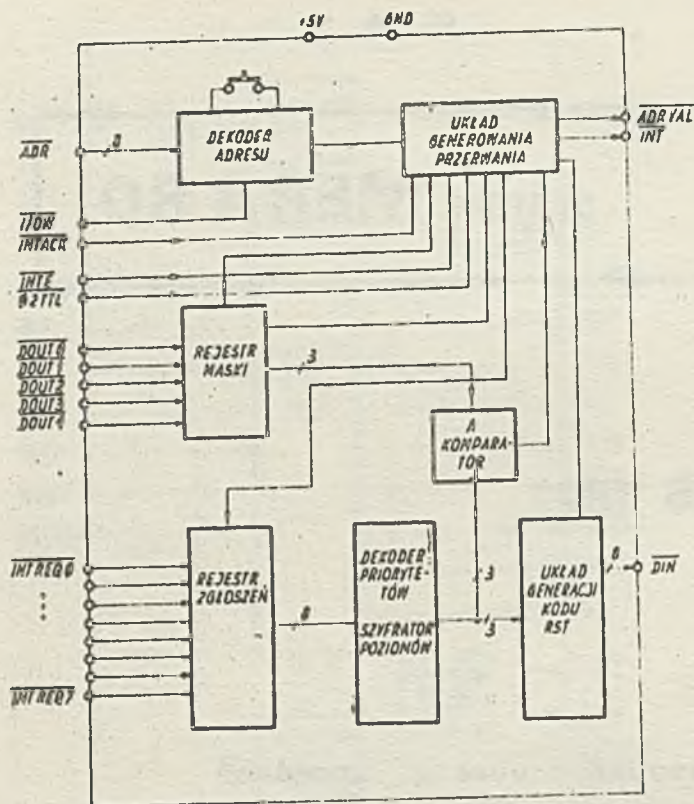 +5V
GND
DEKODER
ADRESU
UKŁAD
GENEROWANIA
PRZERWANIA
ADRVAL
INT
ADR
8
I/OW
INTACK
INTE
Φ2TTL
DOUT0
DOUT1
DOUT2
DOUT3
DOUT4
REJESTR
MASKI
3
A
KOMPARA-
TOR
INTREQ0
INTREQ7
REJESTR
ZGŁOSZEŃ
8
DEKODER
PRIORYTE-
TÓW
SZYFRATOR
POZIOMÓW
3
3
UKŁAD
GENERACJI
KODU
RST
8
DIN